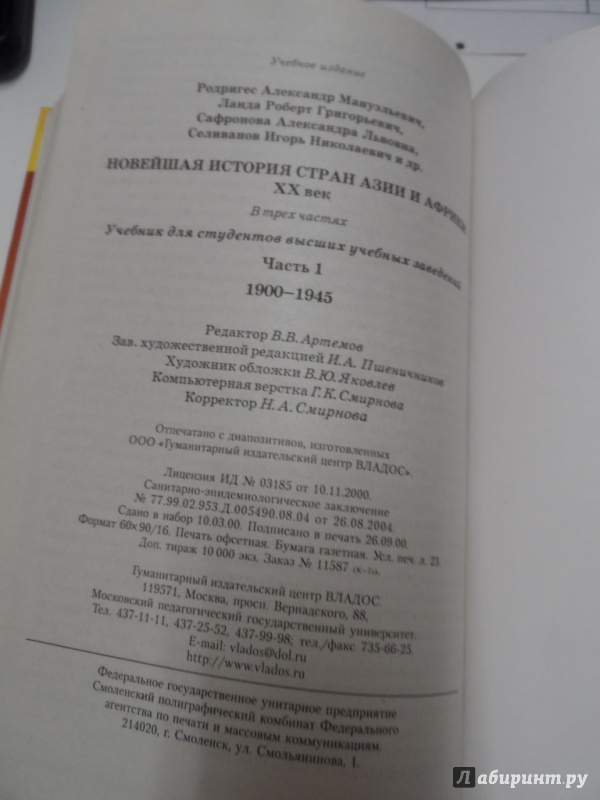 Учебное издание
Родригес Александр Мануэльевич,
Ланда Роберт Григорьевич,
Сафронова Александра Львовна,
Селиванов Игорь Николаевич и др.
НОВЕЙШАЯ ИСТОРИЯ СТРАН АЗИИ И АФРИКИ
XX век
В трех частях
Учебник для студентов высших учебных заведений
Часть 1
1900–1945
Редактор В.В. Артемов
Зав. художественной редакцией И.А. Пшеничников
Художник обложки В.Ю. Яковлев
Компьютерная верстка Г.К. Смирнова
Корректор Н.А. Смирнова
Отпечатано с диапозитивов, изготовленных
ООО «Гуманитарный издательский центр ВЛАДОС».
Лицензия ИД № 03185 от 10.11.2000.
Санитарно-эпидемиологическое заключение
№ 77.99.02.953.Д.005490.08.04 от 26.08.2004.
Сдано в набор 10.03.00. Подписано в печать 26.09.00.
Формат 60×90/16. Печать офсетная. Бумага газетная. Усл. печ. л. 23.
Доп. тираж 10 000 экз. Заказ № 11587 (к-п).
Гуманитарный издательский центр ВЛАДОС.
119571, Москва, просп. Вернадского, 88,
Московский педагогический государственный университет.
Тел. 437-11-11, 437-25-52, 437-99-98; тел./факс 735-66-25.
E-mail: vlados@dol.ru
http://www.vlados.ru
Федеральное государственное унитарное предприятие
Смоленский полиграфический комбинат Федерального
агентства по печати и массовым коммуникациям.
214020, г. Смоленск, ул. Смольянинова, 1.
Лабиринт.ру